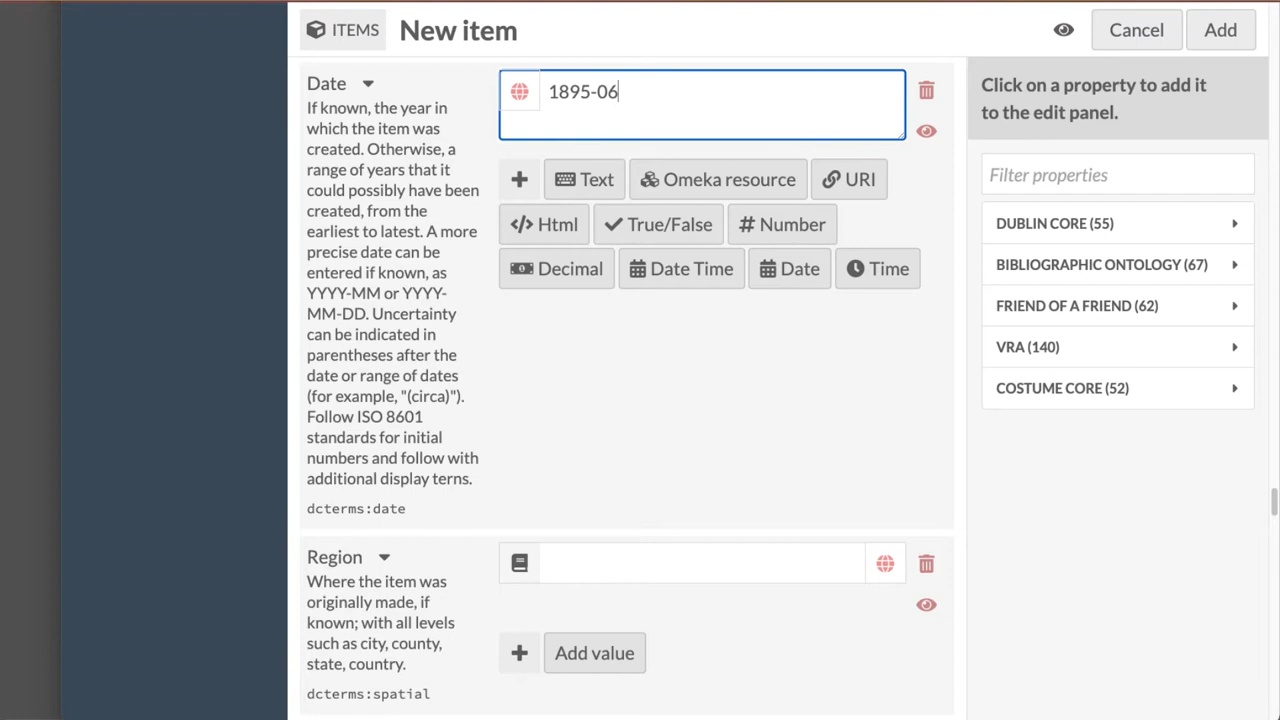 ITEMS New item Cancel Add
Date
If known, the year in
which the item was
created. Otherwise, a
range of years that it
could possibly have been
created, from the
earliest to latest. A more
precise date can be
entered if known, as
YYYY-MM or YYYY-
MM-DD. Uncertainty
can be indicated in
parentheses after the
date or range of dates
(for example, "(circa)").
Follow ISO 8601
standards for initial
numbers and follow with
additional display terns.
dcterms:date
1895-06
Text Omeka resource URI
Html True/False Number
Decimal Date Time Date Time
Region
Where the item was
originally made, if
known; with all levels
such as city, county,
state, country.
dcterms:spatial
Add value
Click on a property to add it
to the edit panel.
Filter properties
DUBLIN CORE (55)
BIBLIOGRAPHIC ONTOLOGY (67)
FRIEND OF A FRIEND (62)
VRA (140)
COSTUME CORE (52)